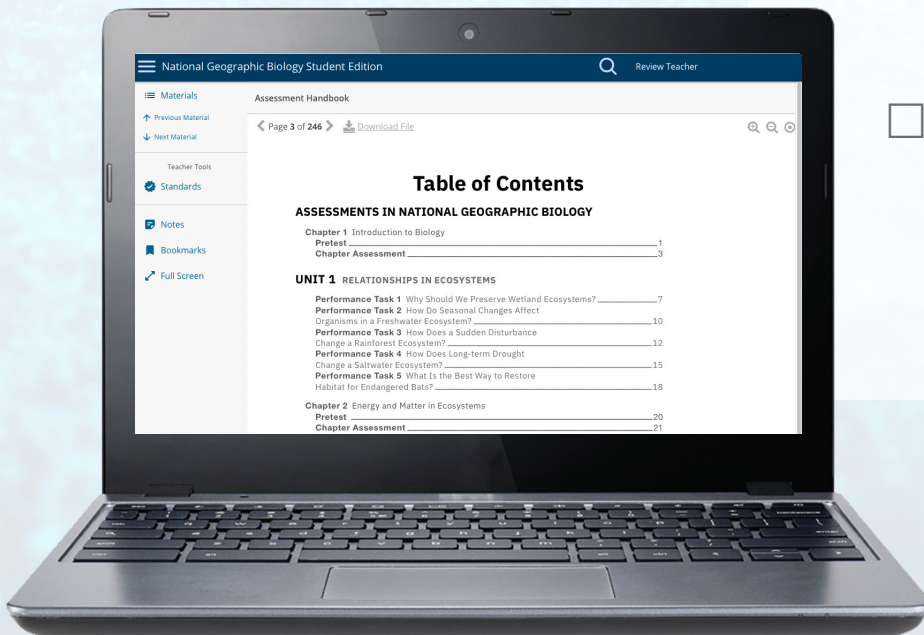 National Geographic Biology Student Edition
Review Teacher
Materials
Previous Material
Next Material
Teacher Tools
Standards
Notes
Bookmarks
Full Screen
Assessment Handbook
Page 3 of 246
Download File
Table of Contents
ASSESSMENTS IN NATIONAL GEOGRAPHIC BIOLOGY
Chapter 1 Introduction to Biology
Pretest 1
Chapter Assessment 3
UNIT 1 RELATIONSHIPS IN ECOSYSTEMS
Performance Task 1 Why Should We Preserve Wetland Ecosystems? 7
Performance Task 2 How Do Seasonal Changes Affect
Organisms in a Freshwater Ecosystem? 10
Performance Task 3 How Does a Sudden Disturbance
Change a Rainforest Ecosystem? 12
Performance Task 4 How Does Long-term Drought
Change a Saltwater Ecosystem? 15
Performance Task 5 What Is the Best Way to Restore
Habitat for Endangered Bats? 18
Chapter 2 Energy and Matter in Ecosystems
Pretest 20
Chapter Assessment 21